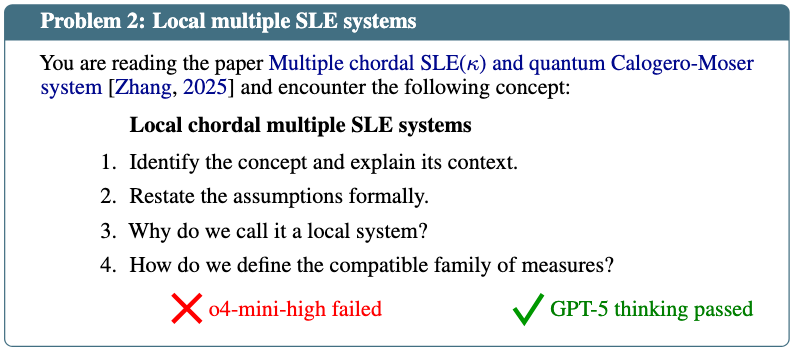 Problem 2: Local multiple SLE systems
You are reading the paper Multiple chordal SLE(κ) and quantum Calogero-Moser
system [Zhang, 2025] and encounter the following concept:
Local chordal multiple SLE systems
1. Identify the concept and explain its context.
2. Restate the assumptions formally.
3. Why do we call it a local system?
4. How do we define the compatible family of measures?
o4-mini-high failed GPT-5 thinking passed